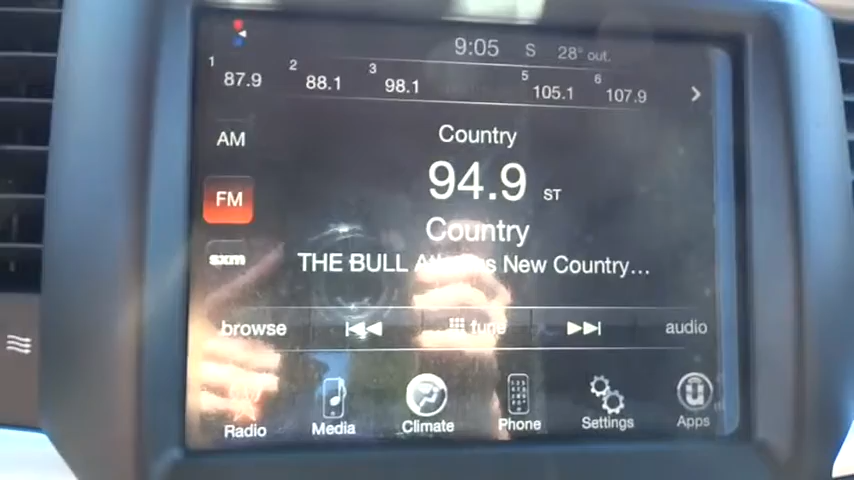 9:05 S 28° out.
1 87.9 2 88.1 3 98.1 5 105.1 6 107.9
AM
Country
FM
94.9 ST
Country
sxm
THE BULL Atlanta's New Country...
browse tune audio
Radio Media Climate Phone Settings Apps